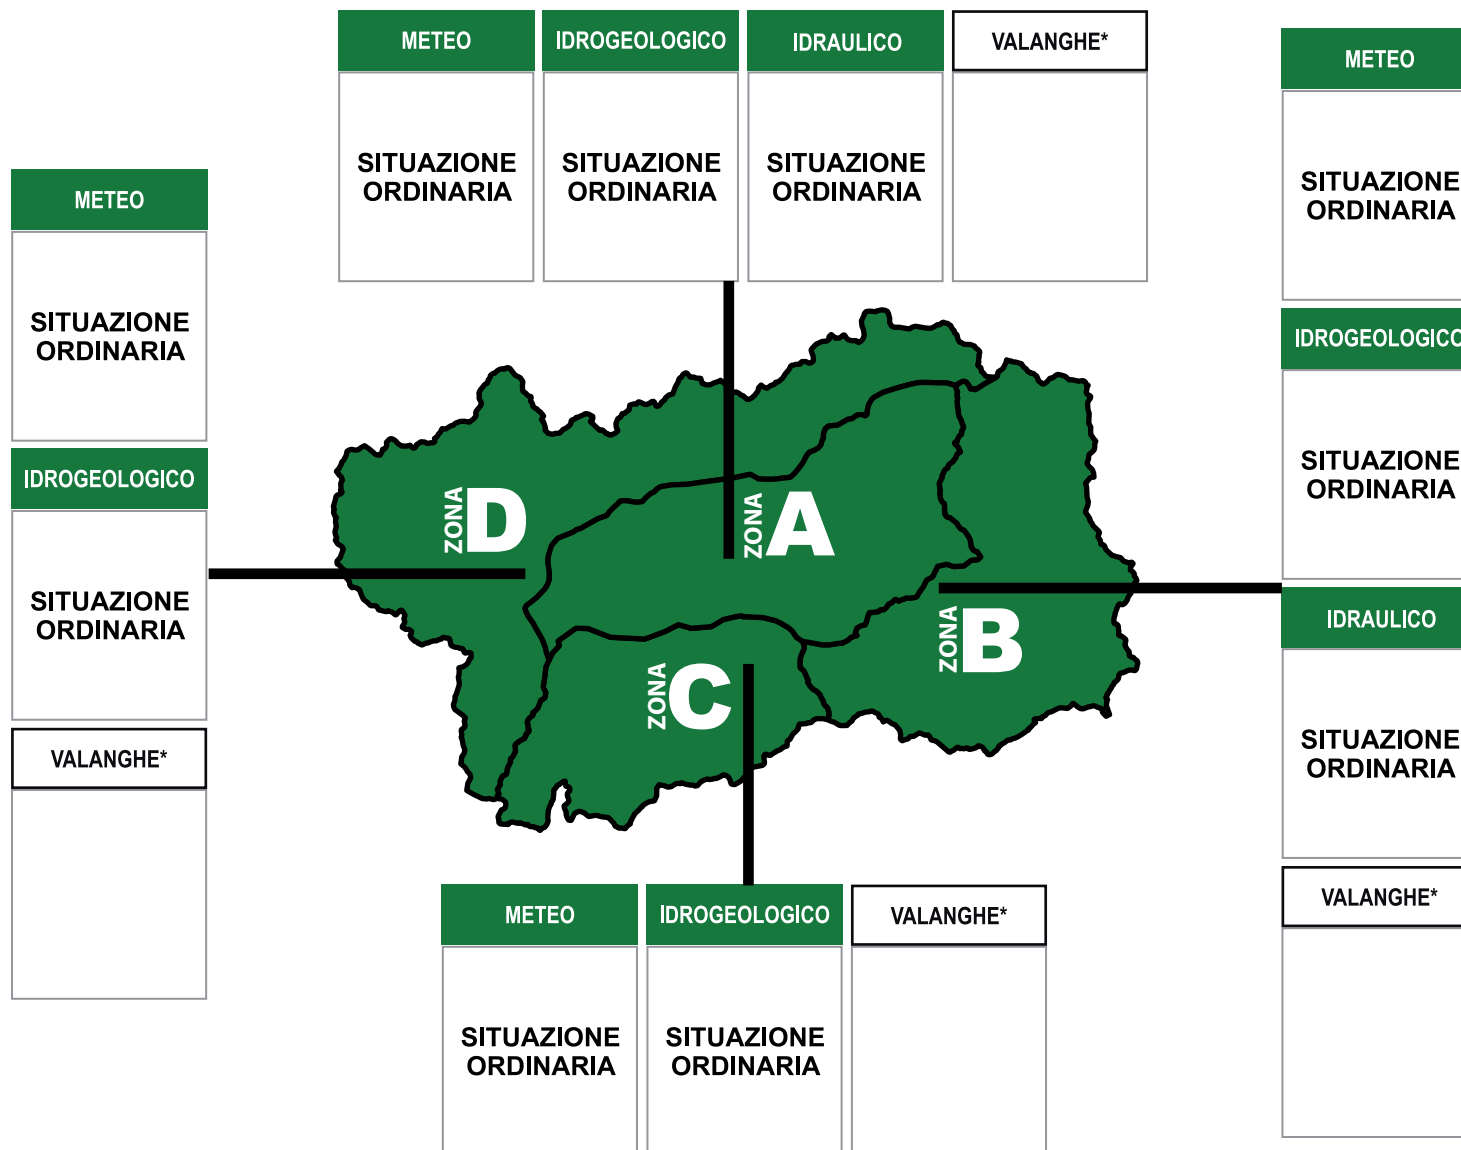 METEO
IDROGEOLOGICO
IDRAULICO
VALANGHE*
SITUAZIONE
ORDINARIA
SITUAZIONE
ORDINARIA
SITUAZIONE
ORDINARIA
METEO
SITUAZIONE
ORDINARIA
IDROGEOLOGICO
SITUAZIONE
ORDINARIA
VALANGHE*
ZONA D
ZONA A
ZONA B
ZONA C
METEO
SITUAZIONE
ORDINARIA
IDROGEOLOGICO
SITUAZIONE
ORDINARIA
IDRAULICO
SITUAZIONE
ORDINARIA
VALANGHE*
METEO
IDROGEOLOGICO
VALANGHE*
SITUAZIONE
ORDINARIA
SITUAZIONE
ORDINARIA